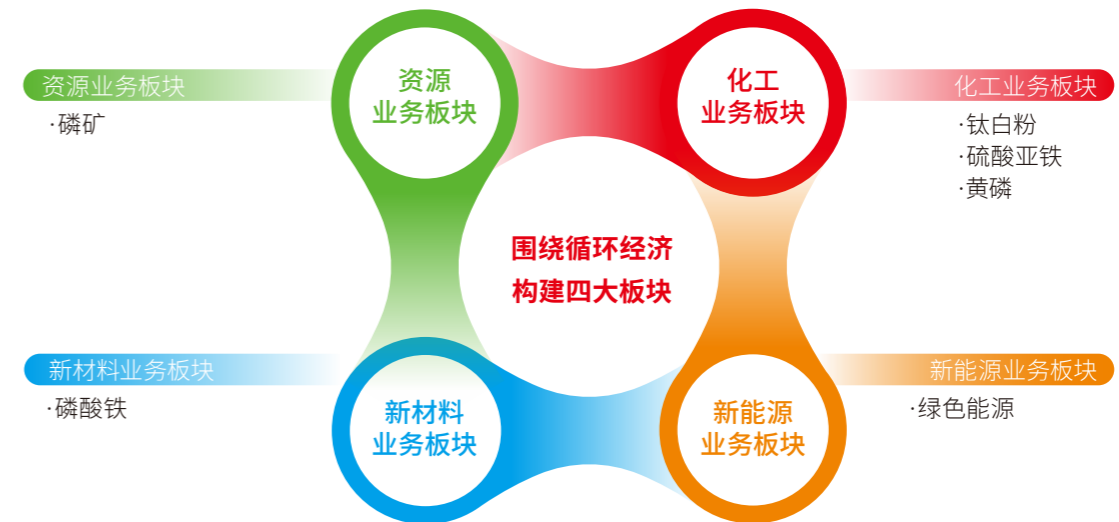 资源业务板块
·磷矿
资源
业务板块
化工
业务板块
化工业务板块
·钛白粉
·硫酸亚铁
·黄磷
围绕循环经济
构建四大板块
新材料业务板块
·磷酸铁
新材料
业务板块
新能源
业务板块
新能源业务板块
·绿色能源